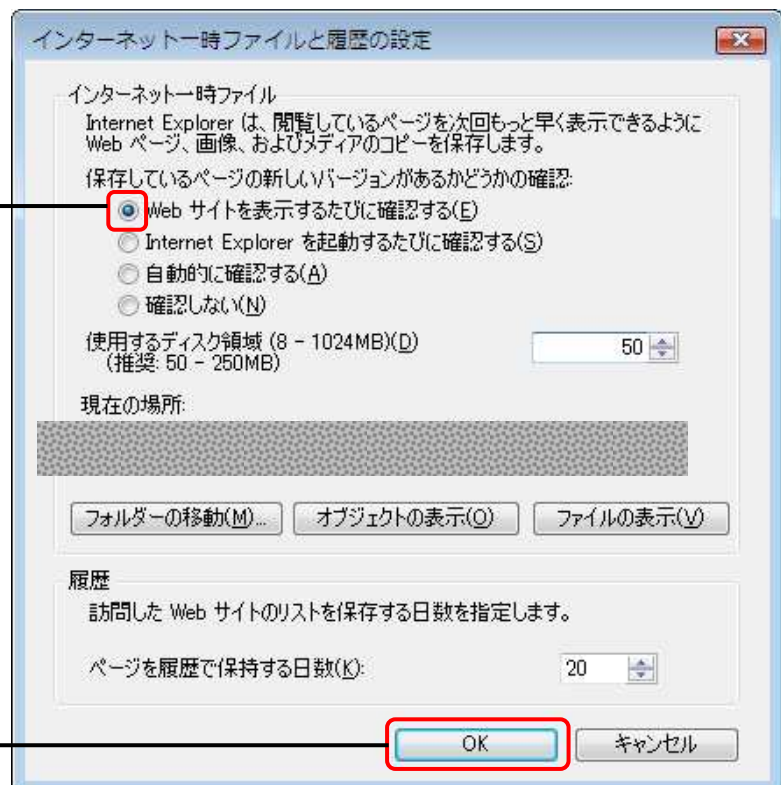 インターネット一時ファイルと履歴の設定
インターネット一時ファイル
Internet Explorer は、閲覧しているページを次回もっと早く表示できるように
Web ページ、画像、およびメディアのコピーを保存します。
保存しているページの新しいバージョンがあるかどうかの確認:
Web サイトを表示するたびに確認する(E)
Internet Explorer を起動するたびに確認する(S)
自動的に確認する(A)
確認しない(N)
使用するディスク領域 (8 - 1024MB)(D) 50
(推奨: 50 - 250MB)
現在の場所:
フォルダーの移動(M)... オブジェクトの表示(O) ファイルの表示(V)
履歴
訪問した Web サイトのリストを保存する日数を指定します。
ページを履歴で保持する日数(K): 20
OK キャンセル